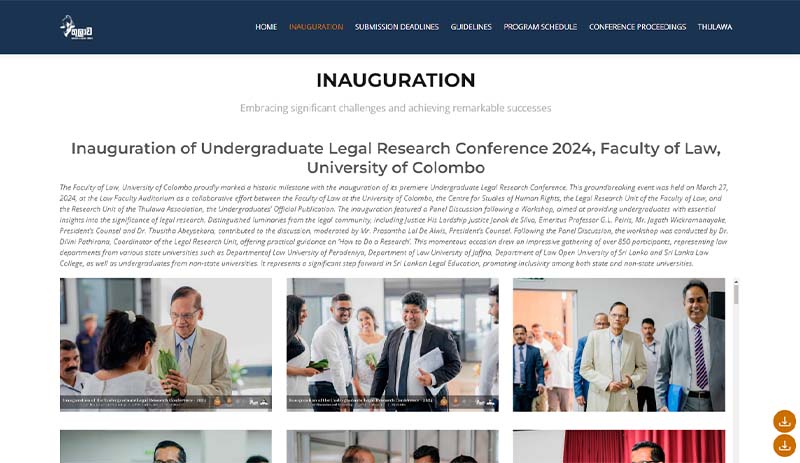 තුලාව
HOME INAUGURATION SUBMISSION DEADLINES GUIDELINES PROGRAM SCHEDULE CONFERENCE PROCEEDINGS THULAWA
INAUGURATION
Embracing significant challenges and achieving remarkable successes
Inauguration of Undergraduate Legal Research Conference 2024, Faculty of Law,
University of Colombo
The Faculty of Law, University of Colombo proudly marked a historic milestone with the inauguration of its premiere Undergraduate Legal Research Conference. This groundbreaking event was held on March 27,
2024, at the Law Faculty Auditorium as a collaborative effort between the Faculty of Law at the University of Colombo, the Centre for Studies of Human Rights, the Legal Research Unit of the Faculty of Law, and
the Research Unit of the Thulawa Association, the Undergraduates' Official Publication. The inauguration featured a Panel Discussion following a Workshop, aimed at providing undergraduates with essential
insights into the significance of legal research. Distinguished luminaries from the legal community, including Justice His Lordship Justice Janak de Silva, Emeritus Professor G.L. Peiris, Mr. Jagath Wickramanayake,
President's Counsel and Dr. Thusitha Abeysekara, contributed to the discussion, moderated by Mr. Prasantha Lal De Alwis, President's Counsel. Following the Panel Discussion, the workshop was conducted by Dr.
Dilini Pathirana, Coordinator of the Legal Research Unit, offering practical guidance on 'How to Do a Research'. This momentous occasion drew an impressive gathering of over 850 participants, representing law
departments from various state universities such as Departmentof Law University of Peradeniya, Department of Law University of Jaffna, Department of Law Open University of Sri Lanka and Sri Lanka Law
College, as well as undergraduates from non-state universities. It represents a significant step forward in Sri Lankan Legal Education, promoting inclusivity among both state and non-state universities.
Inauguration of the Undergraduate Legal Research Conference - 2024
Inauguration of the Undergraduate Legal Research Conference - 2024